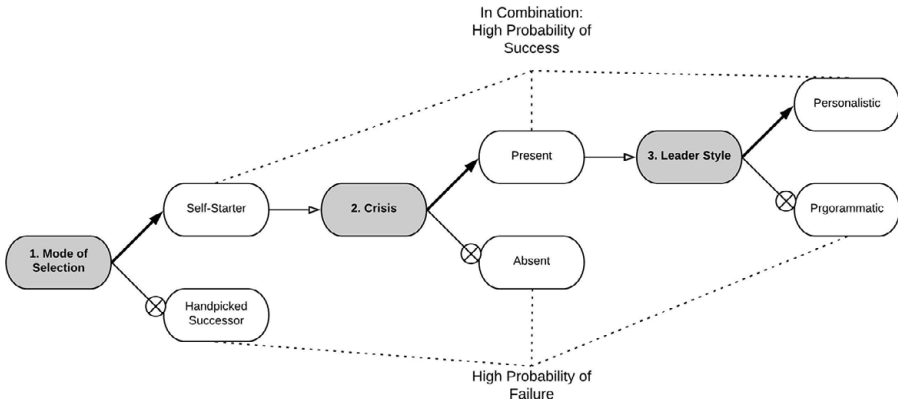 In Combination:
High Probability of
Success
Personalistic
Present
3. Leader Style
Self-Starter
2. Crisis
Prgorammatic
1. Mode of
Selection
Absent
Handpicked
Successor
High Probability of
Failure